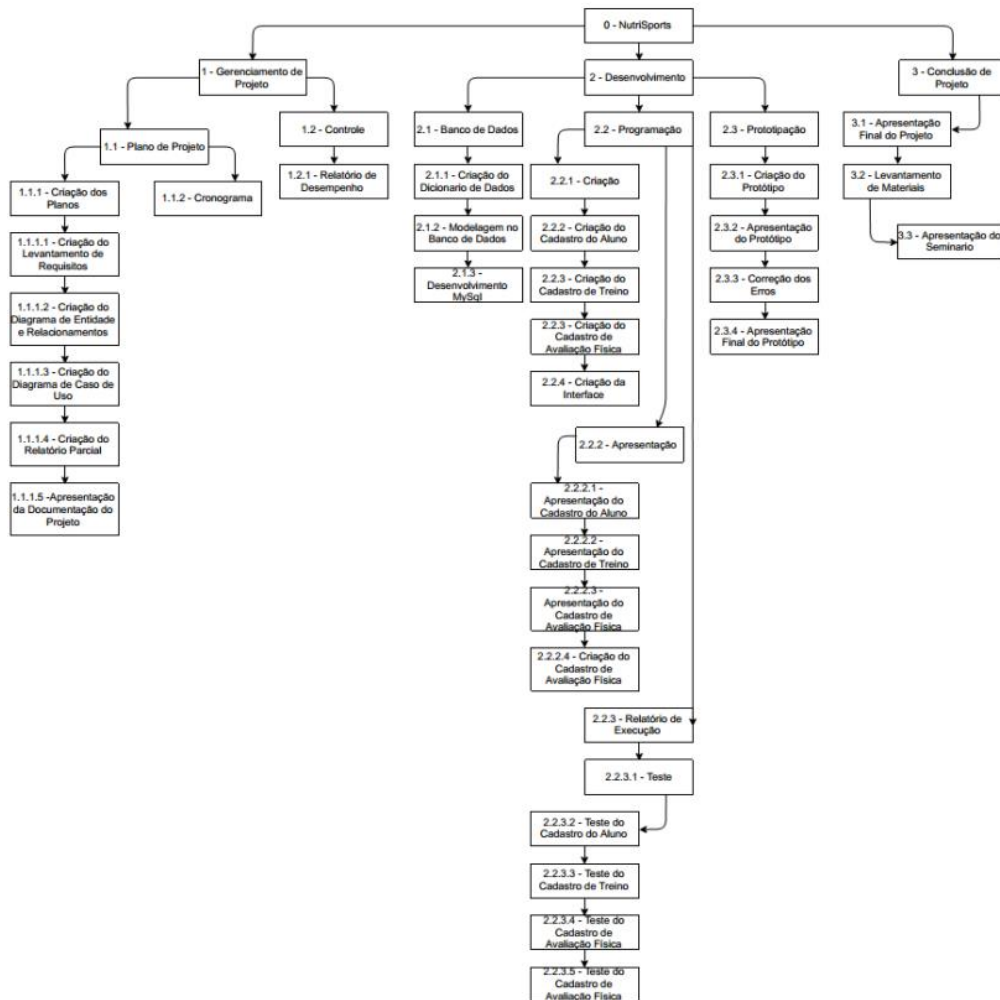 0 - NutriSports
1 - Gerenciamento de
Projeto
2 - Desenvolvimento
3 - Conclusão de
Projeto
1.1 - Plano de Projeto
1.2 - Controle
2.1 - Banco de Dados
2.2 - Programação
2.3 - Prototipação
3.1 - Apresentação
Final do Projeto
1.1.1 - Criação dos
Planos
1.1.2 - Cronograma
1.2.1 - Relatório de
Desempenho
2.1.1 - Criação do
Dicionario de Dados
2.2.1 - Criação
2.3.1 - Criação do
Protótipo
3.2 - Levantamento
de Materiais
1.1.1.1 - Criação do
Levantamento de
Requisitos
2.1.2 - Modelagem no
Banco de Dados
2.2.2 - Criação do
Cadastro do Aluno
2.3.2 - Apresentação
do Protótipo
3.3 - Apresentação do
Seminario
1.1.1.2 - Criação do
Diagrama de Entidade
e Relacionamentos
2.1.3 -
Desenvolvimento
MySql
2.2.3 - Criação do
Cadastro de Treino
2.3.3 - Correção dos
Erros
2.2.3 - Criação do
Cadastro de
Avaliação Física
2.3.4 - Apresentação
Final do Protótipo
1.1.1.3 - Criação do
Diagrama de Caso de
Uso
2.2.4 - Criação da
Interface
1.1.1.4 - Criação do
Relatório Parcial
2.2.2 - Apresentação
1.1.1.5 -Apresentação
da Documentação do
Projeto
2.2.2.1 -
Apresentação do
Cadastro do Aluno
2.2.2.2 -
Apresentação do
Cadastro de Treino
2.2.2.3 -
Apresentação do
Cadastro de
Avaliação Física
2.2.2.4 - Criação do
Cadastro de
Avaliação Física
2.2.3 - Relatório de
Execução
2.2.3.1 - Teste
2.2.3.2 - Teste do
Cadastro do Aluno
2.2.3.3 - Teste do
Cadastro de Treino
2.2.3.4 - Teste do
Cadastro de
Avaliação Física
2.2.3.5 - Teste do
Cadastro de
Avaliação Física